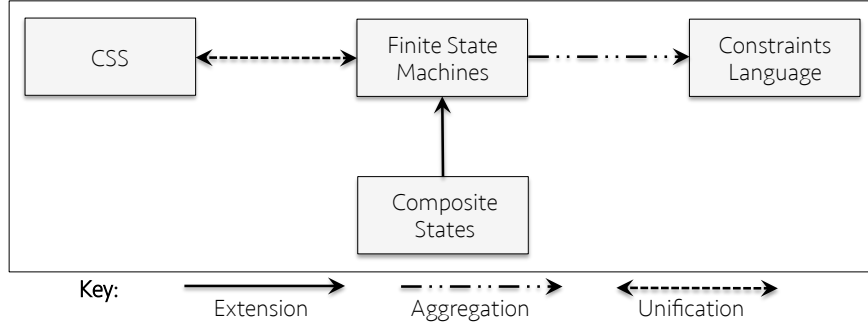 CSS
Finite State
Machines
Constraints
Language
Composite
States
Key:
Extension
Aggregation
Unification